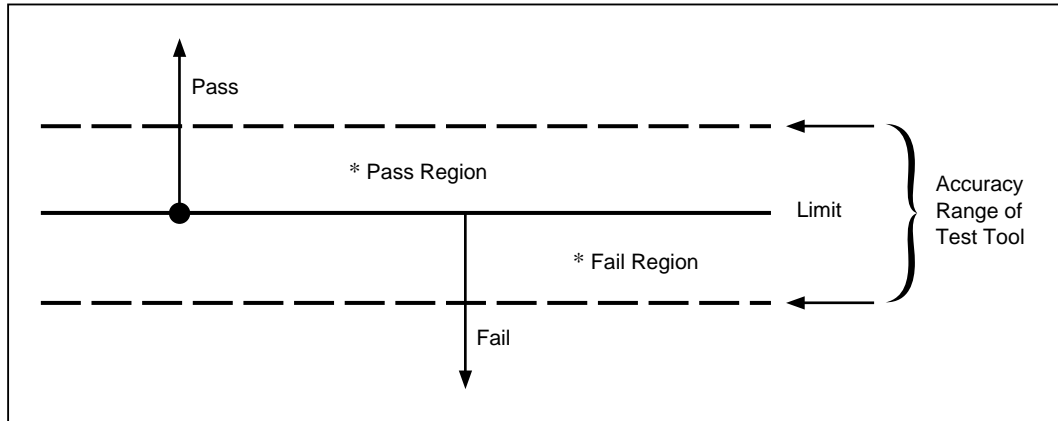 Pass
* Pass Region
Limit
Accuracy
Range of
Test Tool
* Fail Region
Fail